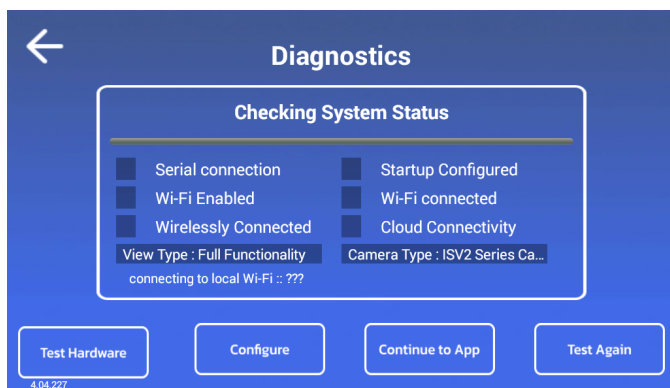 Diagnostics
Checking System Status
Serial connection
Startup Configured
Wi-Fi Enabled
Wi-Fi connected
Wirelessly Connected
Cloud Connectivity
View Type : Full Functionality
Camera Type : ISV2 Series Ca...
connecting to local Wi-Fi :: ???
Test Hardware
Configure
Continue to App
Test Again
4.04.227